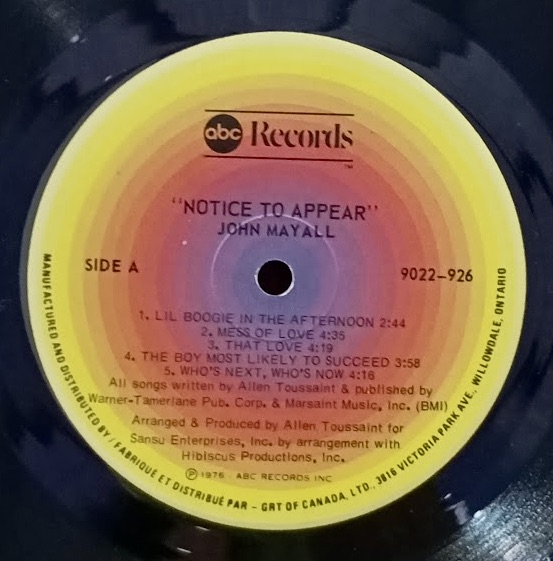 abc Records
TM
"NOTICE TO APPEAR"
JOHN MAYALL
SIDE A
9022-926
1. LIL BOOGIE IN THE AFTERNOON 2:44
2. MESS OF LOVE 4:35
3. THAT LOVE 4:19
4. THE BOY MOST LIKELY TO SUCCEED 3:58
5. WHO'S NEXT, WHO'S NOW 4:16
All songs written by Allen Toussaint & published by
Warner-Tamerlane Pub. Corp. & Marsaint Music, Inc. (BMI)
Arranged & Produced by Allen Toussaint for
Sansu Enterprises, Inc. by arrangement with
Hibiscus Productions, Inc.
℗ 1976 · ABC RECORDS INC
MANUFACTURED AND DISTRIBUTED BY / FABRIQUÉ ET DISTRIBUÉ PAR - GRT OF CANADA, LTD., 3816 VICTORIA PARK AVE, WILLOWDALE, ONTARIO